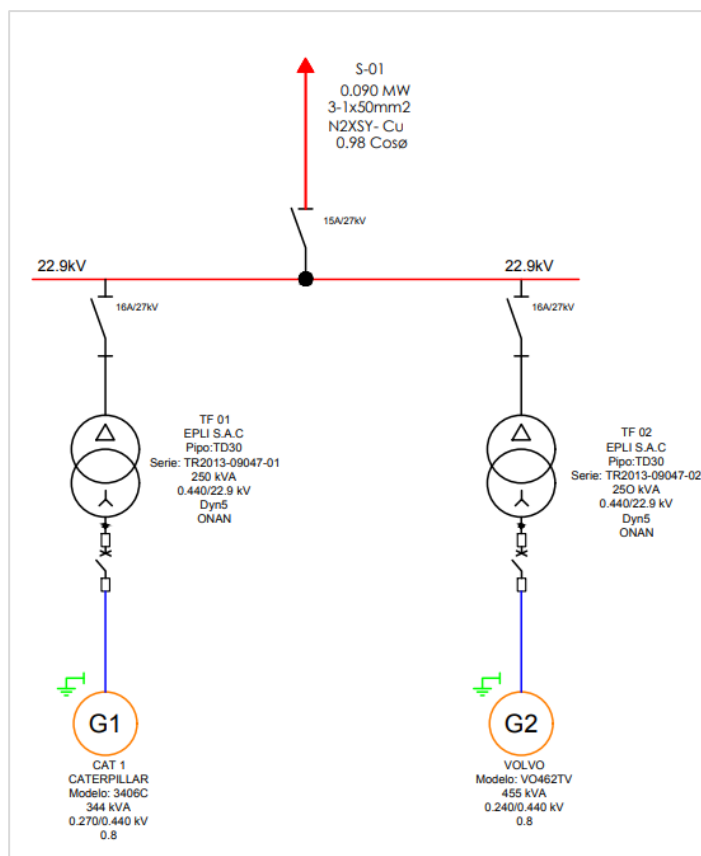 S-01
0.090 MW
3-1x50mm2
N2XSY- Cu
0.98 Cosø
15A/27kV
22.9kV
22.9kV
16A/27kV
16A/27kV
TF 01
EPLI S.A.C
Pipo:TD30
Serie: TR2013-09047-01
250 kVA
0.440/22.9 kV
Dyn5
ONAN
TF 02
EPLI S.A.C
Pipo:TD30
Serie: TR2013-09047-02
25O kVA
0.440/22.9 kV
Dyn5
ONAN
G1
CAT 1
CATERPILLAR
Modelo: 3406C
344 kVA
0.270/0.440 kV
0.8
G2
VOLVO
Modelo: VO462TV
455 kVA
0.240/0.440 kV
0.8